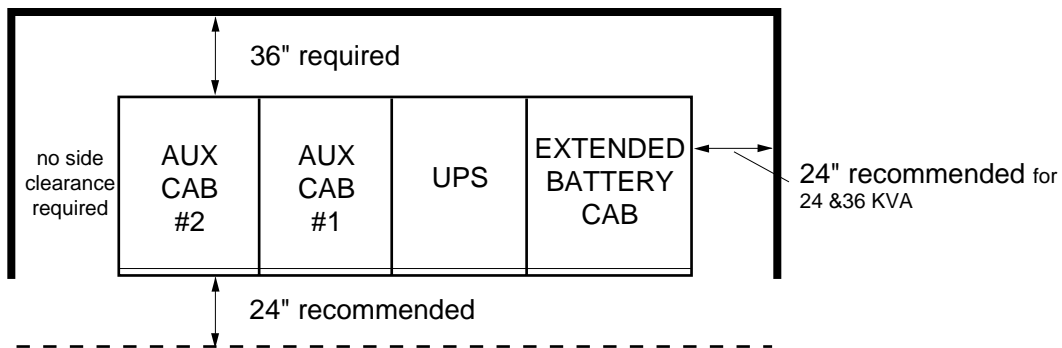 36" required
no side
clearance
required
AUX
CAB
#2
AUX
CAB
#1
UPS
EXTENDED
BATTERY
CAB
24" recommended for
24 &36 KVA
24" recommended